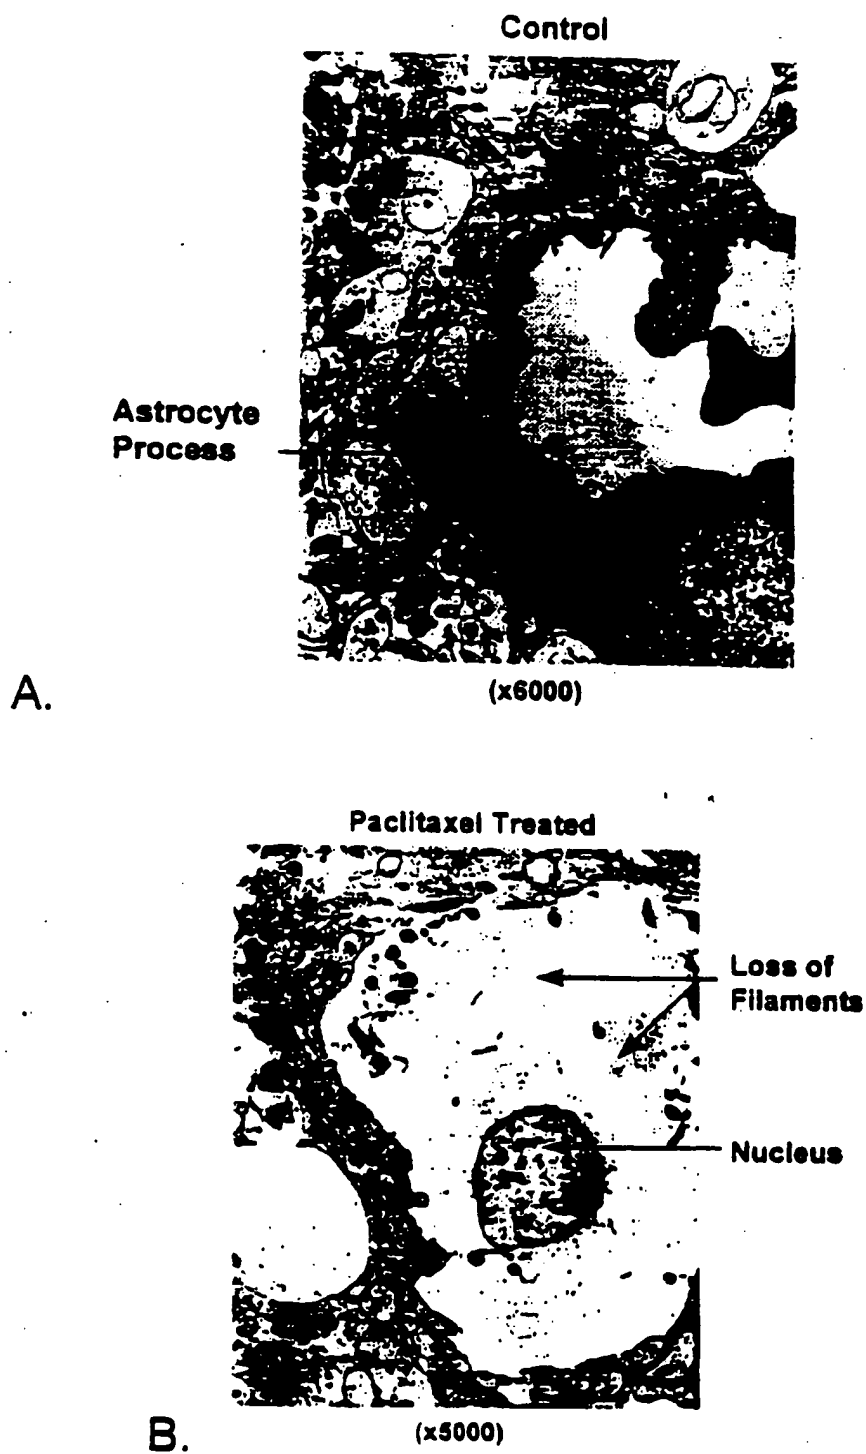 Control
Astrocyte
Process
(x6000)
A.
Paclitaxel Treated
Loss of
Filaments
Nucleus
(x5000)
B.